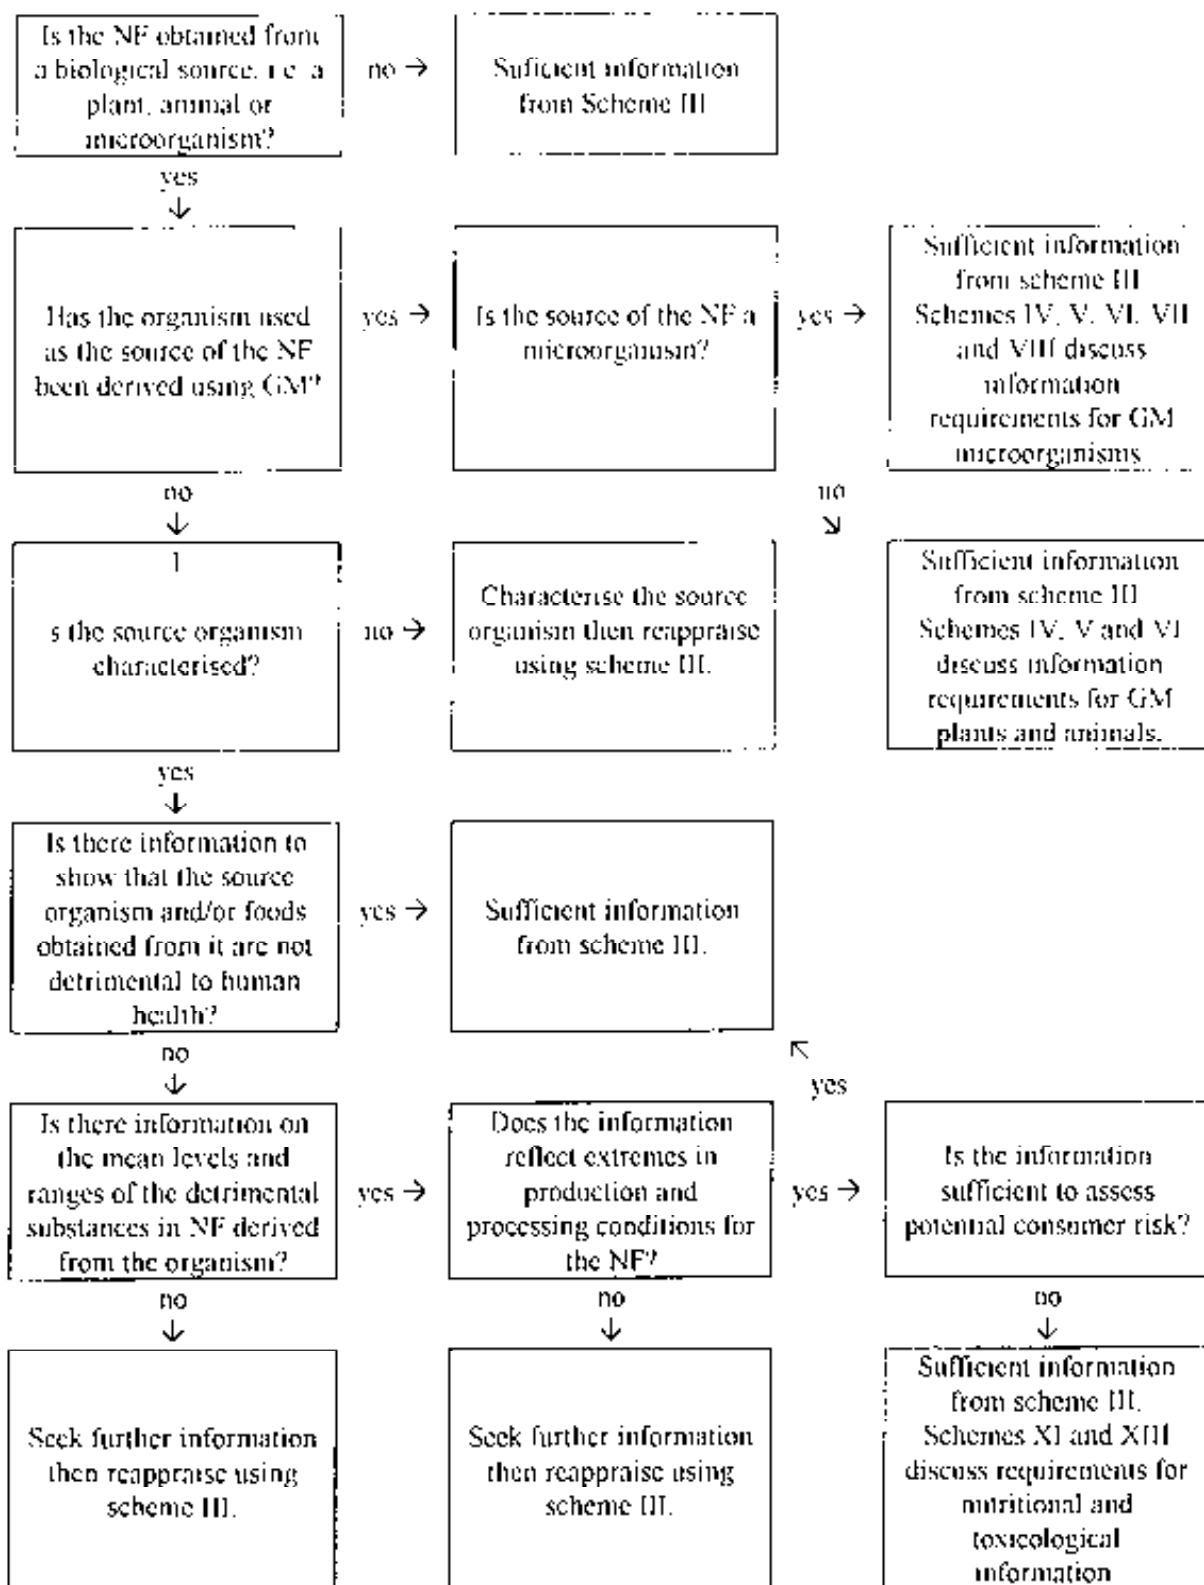 Is the NF obtained from
a biological source, i.e. a
plant, animal or
microorganism?
no →
Suficient information
from Scheme III
yes
↓
Has the organism used
as the source of the NF
been derived using GM?
yes →
Is the source of the NF a
microorganism?
yes →
Sufficient information
from scheme III
Schemes IV, V, VI, VII
and VIII discuss
information
requirements for GM
microorganisms
no
↓
no
↘
I
s the source organism
characterised?
no →
Characterise the source
organism then reappraise
using scheme III.
Sufficient information
from scheme III
Schemes IV, V and VI
discuss information
requirements for GM
plants and animals.
yes
↓
Is there information to
show that the source
organism and/or foods
obtained from it are not
detrimental to human
health?
yes →
Sufficient information
from scheme III.
no
↓
↖
yes
Is there information on
the mean levels and
ranges of the detrimental
substances in NF derived
from the organism?
yes →
Does the information
reflect extremes in
production and
processing conditions for
the NF?
yes →
Is the information
sufficient to assess
potential consumer risk?
no
↓
no
↓
no
↓
Seek further information
then reappraise using
scheme III.
Seek further information
then reappraise using
scheme III.
Sufficient information
from scheme III.
Schemes XI and XIII
discuss requirements for
nutritional and
toxicological
information